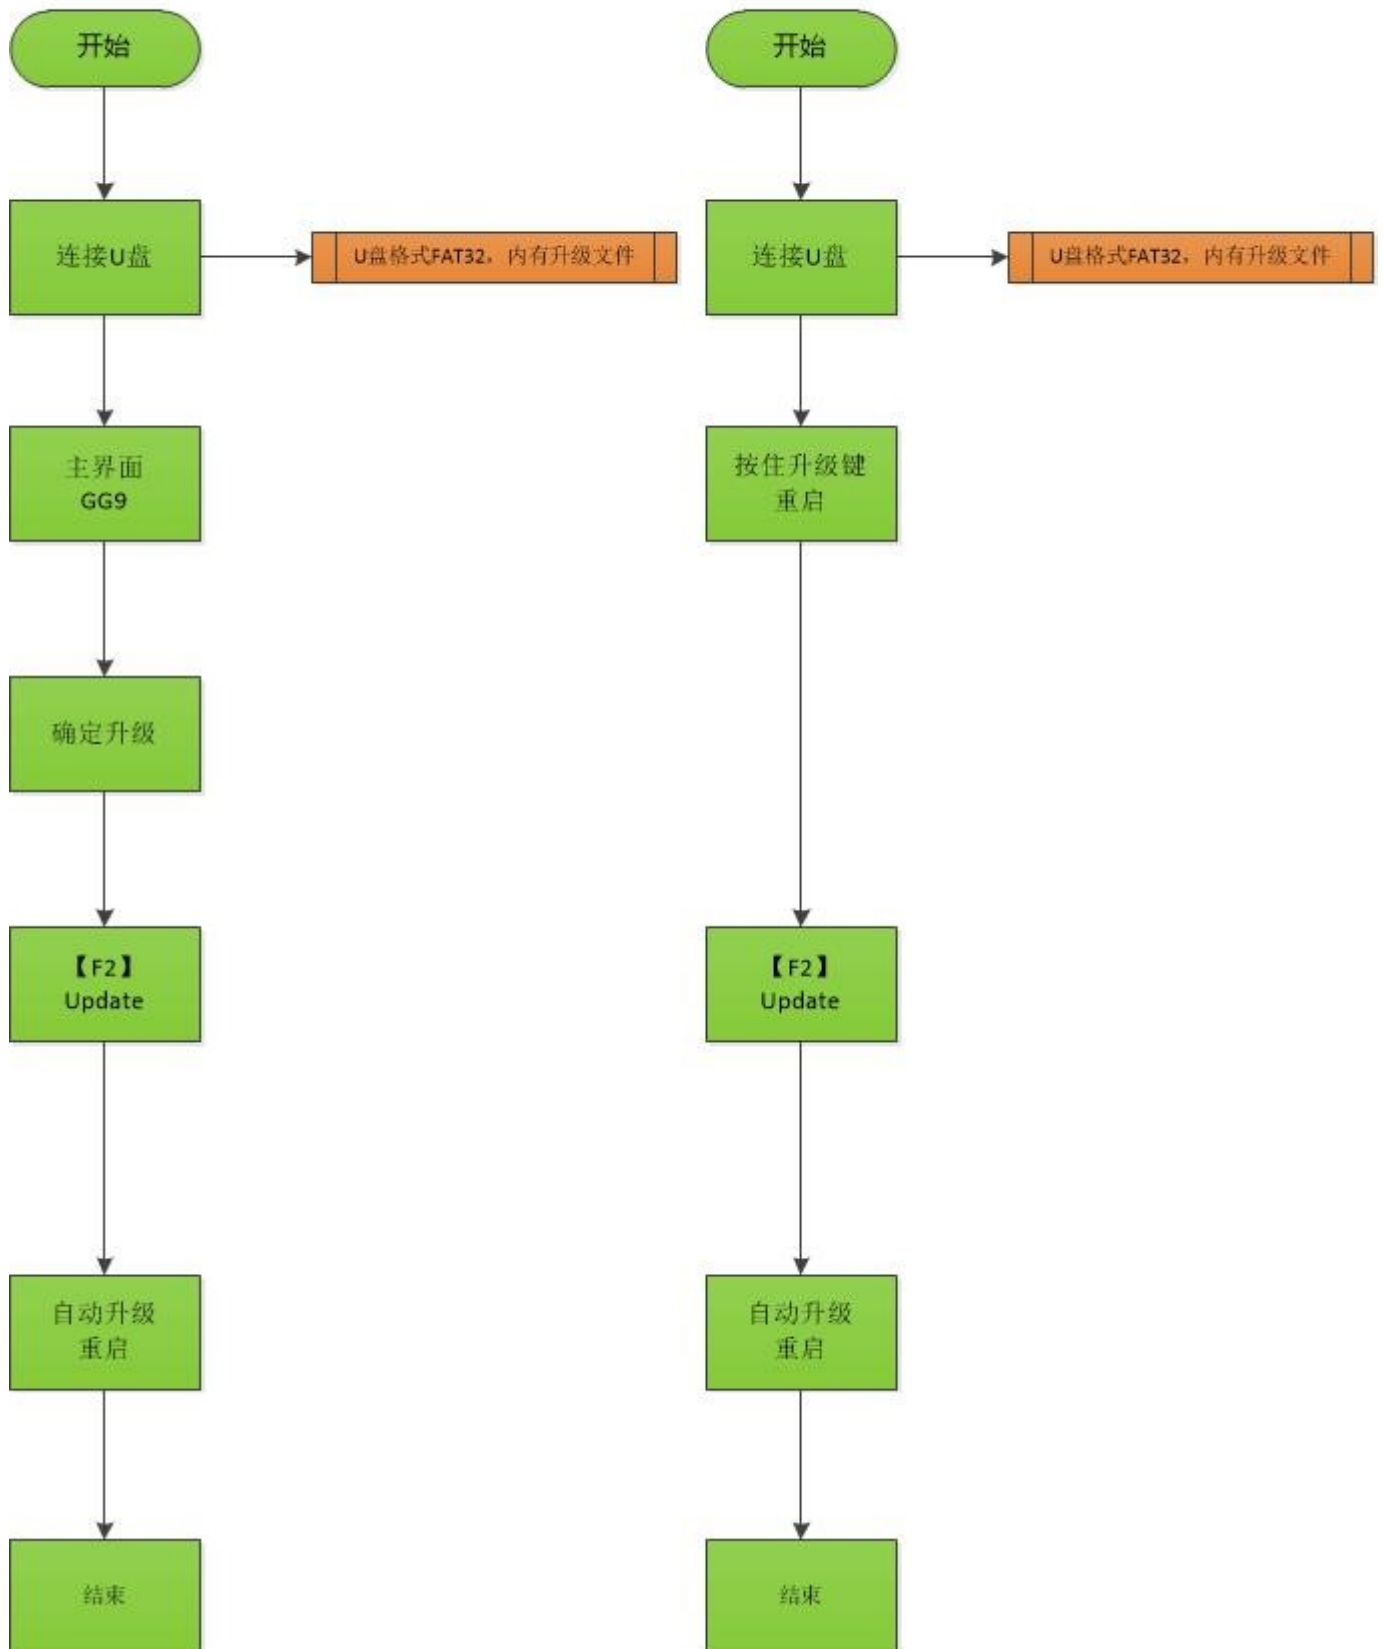 开始
连接U盘
U盘格式FAT32，内有升级文件
主界面
GG9
确定升级
【F2】
Update
自动升级
重启
结束
开始
连接U盘
U盘格式FAT32，内有升级文件
按住升级键
重启
【F2】
Update
自动升级
重启
结束